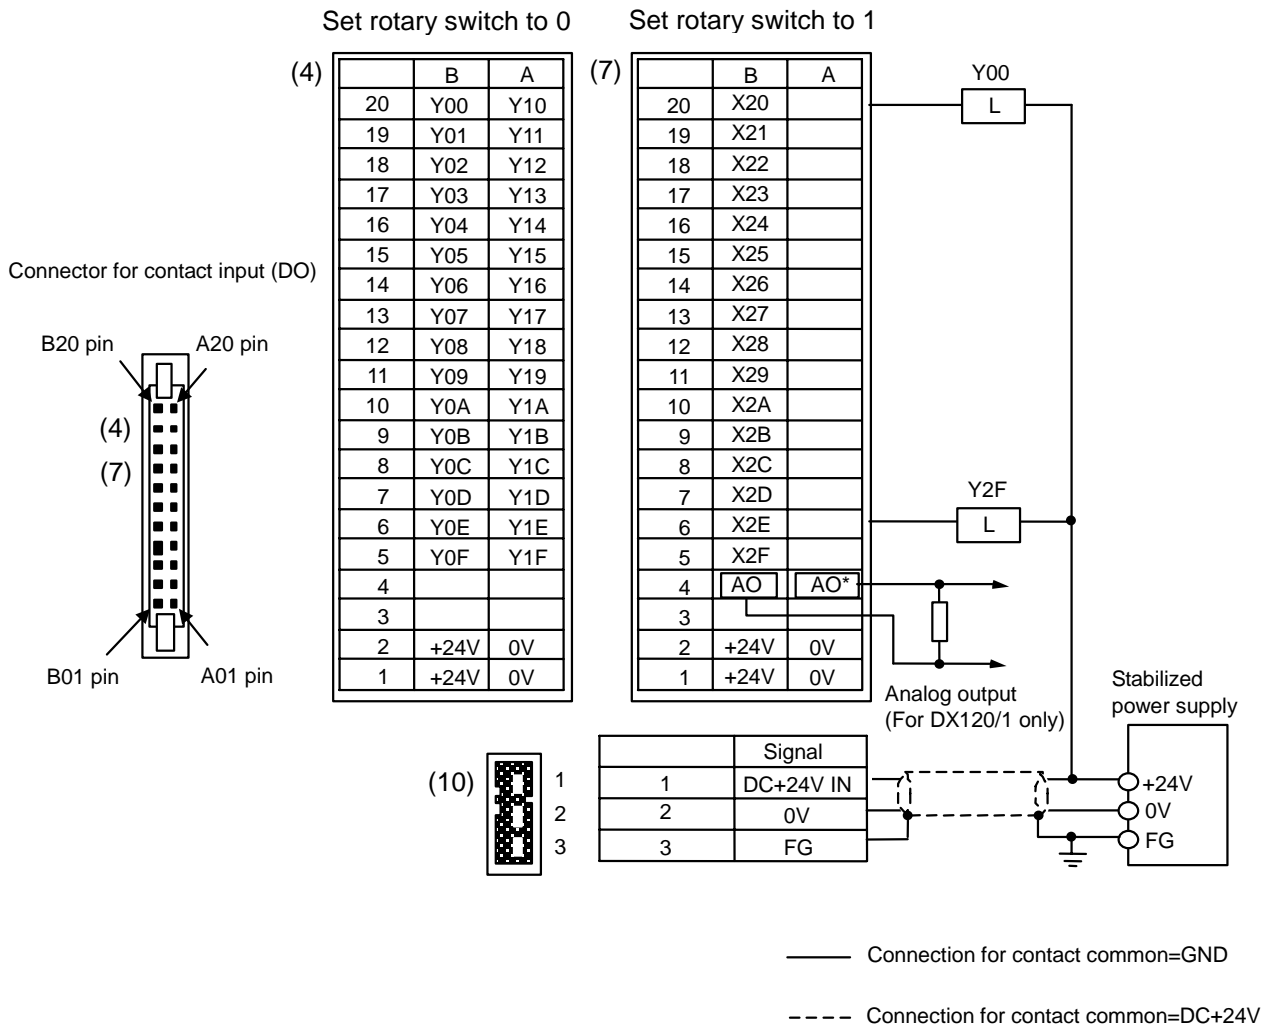 Set rotary switch to 0
Set rotary switch to 1
(4)
B A
20 Y00 Y10
19 Y01 Y11
18 Y02 Y12
17 Y03 Y13
16 Y04 Y14
15 Y05 Y15
14 Y06 Y16
13 Y07 Y17
12 Y08 Y18
11 Y09 Y19
10 Y0A Y1A
9 Y0B Y1B
8 Y0C Y1C
7 Y0D Y1D
6 Y0E Y1E
5 Y0F Y1F
4
3
2 +24V 0V
1 +24V 0V
(7)
B A
20 X20
19 X21
18 X22
17 X23
16 X24
15 X25
14 X26
13 X27
12 X28
11 X29
10 X2A
9 X2B
8 X2C
7 X2D
6 X2E
5 X2F
4 AO AO*
3
2 +24V 0V
1 +24V 0V
Y00
L
Y2F
L
Connector for contact input (DO)
B20 pin
A20 pin
(4)
(7)
B01 pin
A01 pin
Analog output
(For DX120/1 only)
Stabilized
power supply
+24V
0V
FG
(10)
1
2
3
Signal
1 DC+24V IN
2 0V
3 FG
Connection for contact common=GND
Connection for contact common=DC+24V